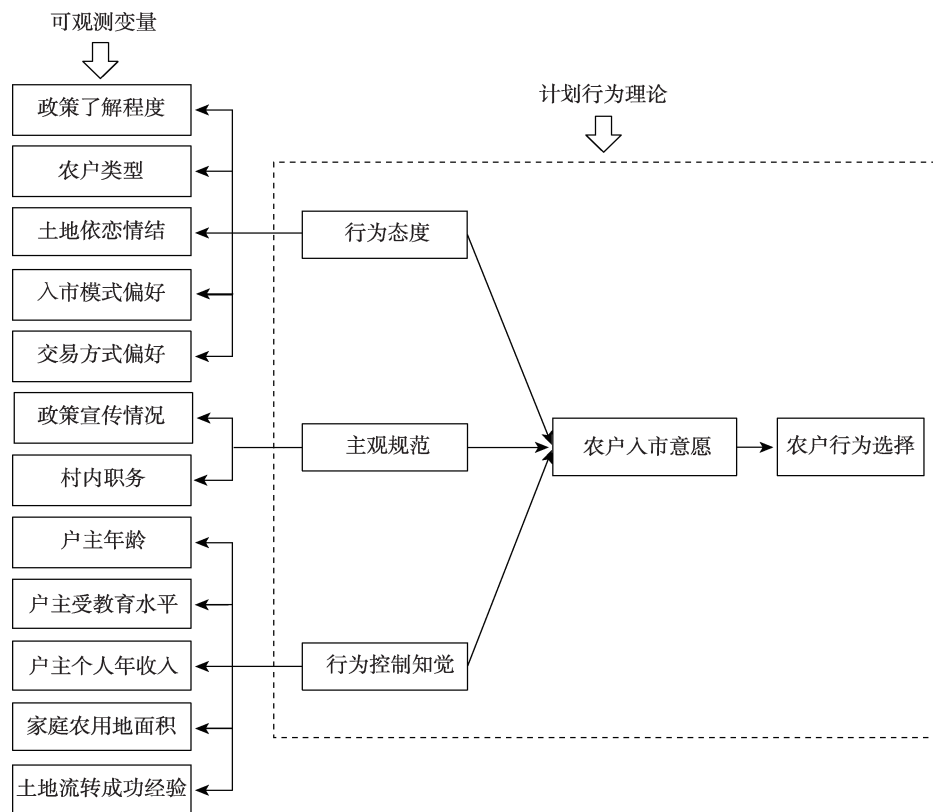 可观测变量
计划行为理论
政策了解程度
农户类型
土地依恋情结
入市模式偏好
交易方式偏好
政策宣传情况
村内职务
户主年龄
户主受教育水平
户主个人年收入
家庭农用地面积
土地流转成功经验
行为态度
主观规范
行为控制知觉
农户入市意愿
农户行为选择